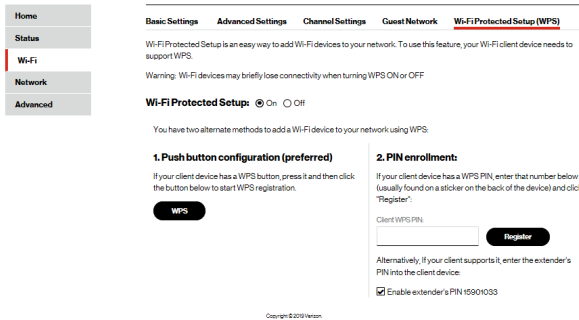 Home
Status
Wi-Fi
Network
Advanced
Basic Settings Advanced Settings Channel Settings Guest Network Wi-Fi Protected Setup (WPS)
Wi-Fi Protected Setup is an easy way to add Wi-Fi devices to your network. To use this feature, your Wi-Fi client device needs to
support WPS.
Warning: Wi-Fi devices may briefly lose connectivity when turning WPS ON or OFF
Wi-Fi Protected Setup: On Off
You have two alternate methods to add a Wi-Fi device to your network using WPS:
1. Push button configuration (preferred)
If your client device has a WPS button, press it and then click
the button below to start WPS registration.
WPS
2. PIN enrollment:
If your client device has a WPS PIN, enter that number below
(usually found on a sticker on the back of the device) and click
"Register":
Client WPS PIN:
Register
Alternatively, If your client supports it, enter the extender's
PIN into the client device:
Enable extender's PIN 15901033
Copyright © 2019 Verizon